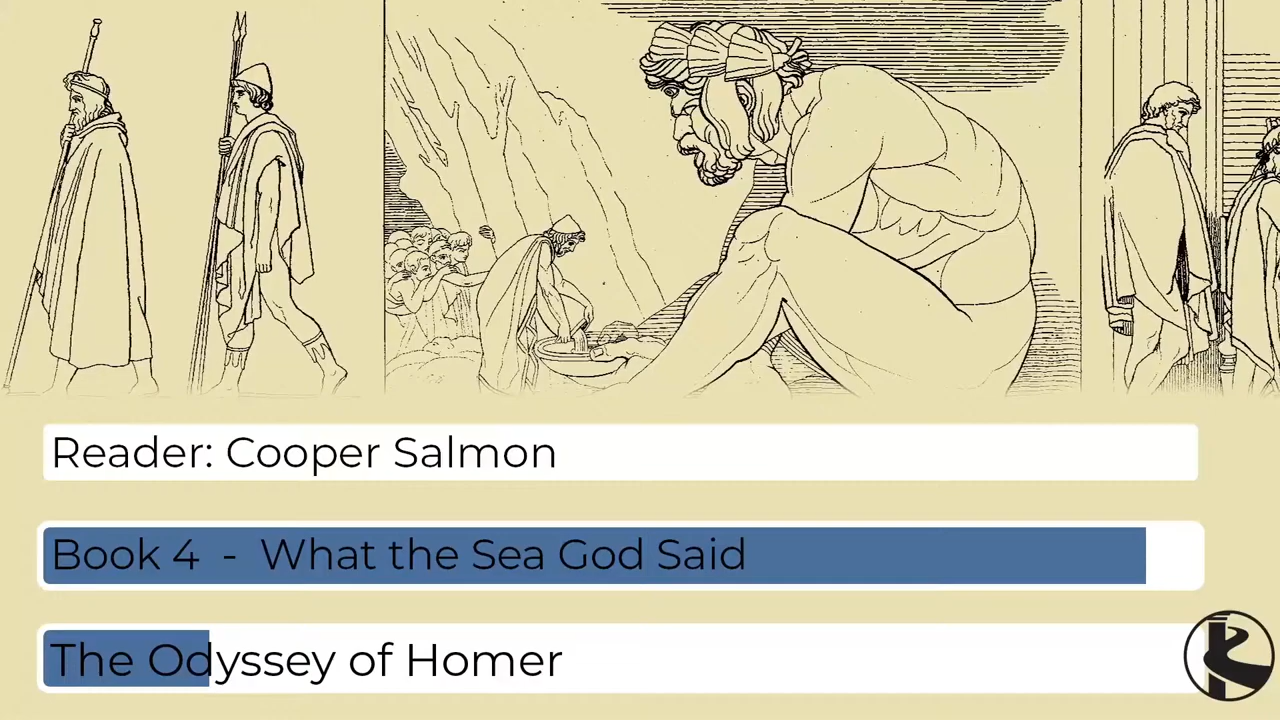 Reader: Cooper Salmon
Book 4 - What the Sea God Said
The Odyssey of Homer